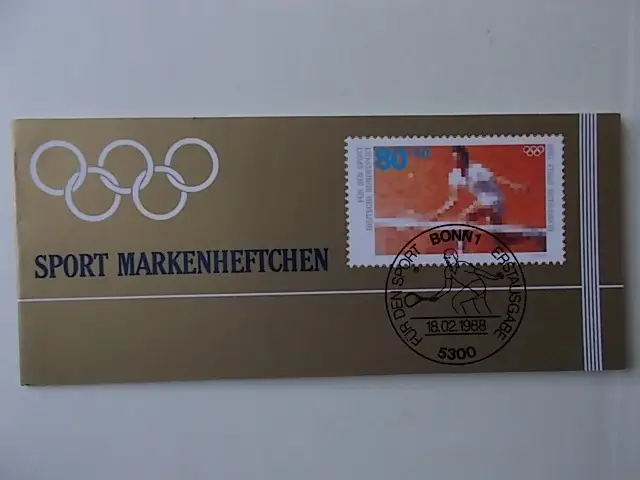 SPORT MARKENHEFTCHEN
80
FÜR DEN SPORT
DEUTSCHE BUNDESPOST
FÜR DEN SPORT BONN 1 ERSTAUSGABE
18.02.1988
5300